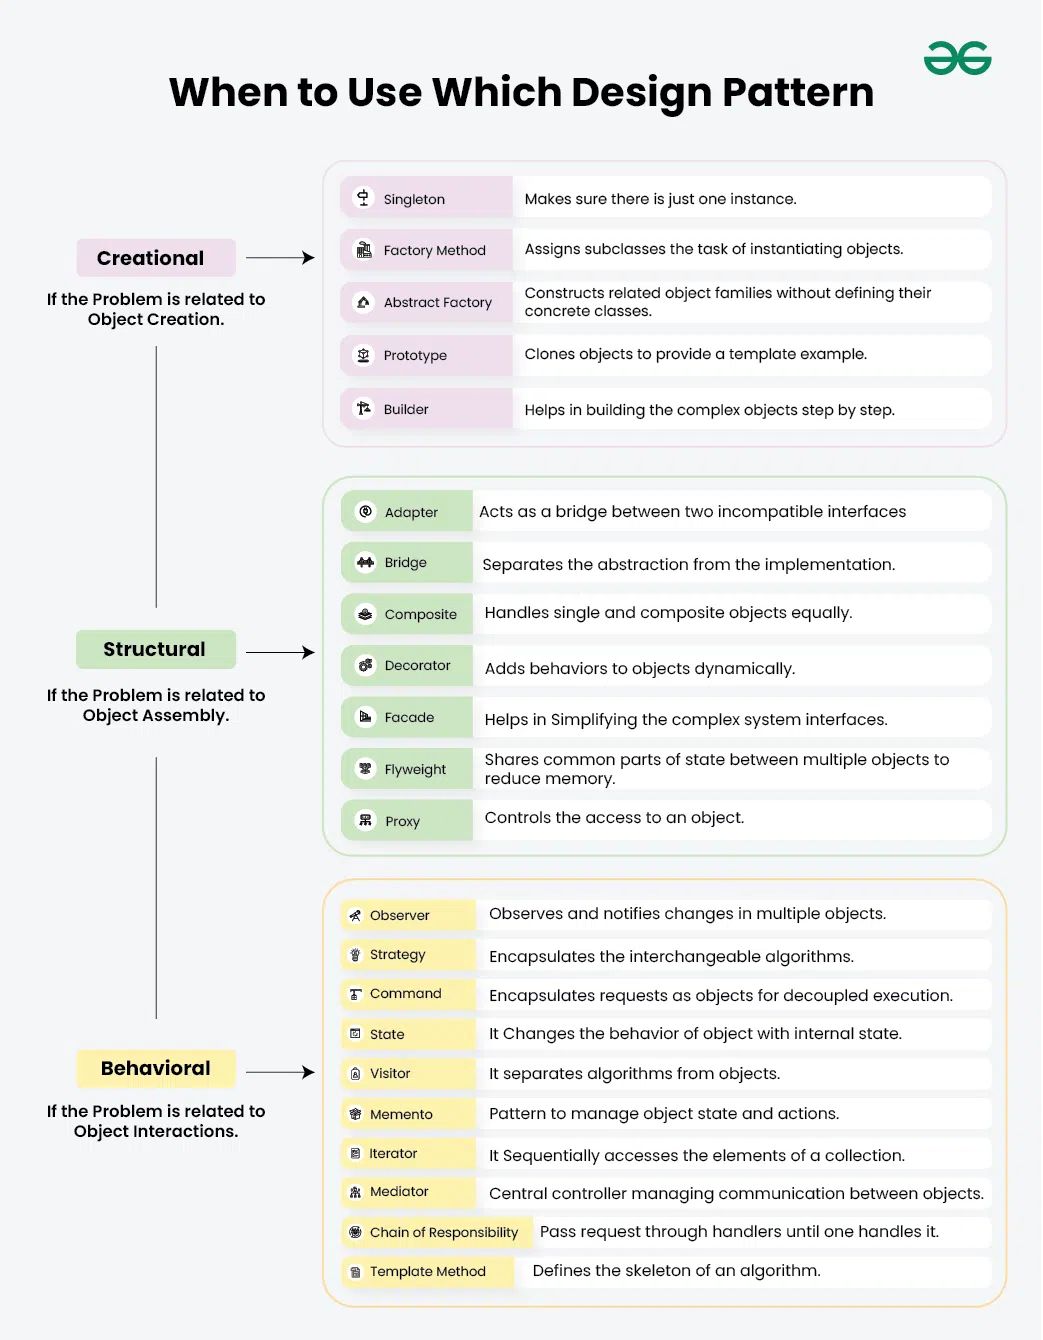 When to Use Which Design Pattern
Creational
If the Problem is related to
Object Creation.
Singleton
Makes sure there is just one instance.
Factory Method
Assigns subclasses the task of instantiating objects.
Abstract Factory
Constructs related object families without defining their
concrete classes.
Prototype
Clones objects to provide a template example.
Builder
Helps in building the complex objects step by step.
Structural
If the Problem is related to
Object Assembly.
Adapter
Acts as a bridge between two incompatible interfaces
Bridge
Separates the abstraction from the implementation.
Composite
Handles single and composite objects equally.
Decorator
Adds behaviors to objects dynamically.
Facade
Helps in Simplifying the complex system interfaces.
Flyweight
Shares common parts of state between multiple objects to
reduce memory.
Proxy
Controls the access to an object.
Behavioral
If the Problem is related to
Object Interactions.
Observer
Observes and notifies changes in multiple objects.
Strategy
Encapsulates the interchangeable algorithms.
Command
Encapsulates requests as objects for decoupled execution.
State
It Changes the behavior of object with internal state.
Visitor
It separates algorithms from objects.
Memento
Pattern to manage object state and actions.
Iterator
It Sequentially accesses the elements of a collection.
Mediator
Central controller managing communication between objects.
Chain of Responsibility
Pass request through handlers until one handles it.
Template Method
Defines the skeleton of an algorithm.